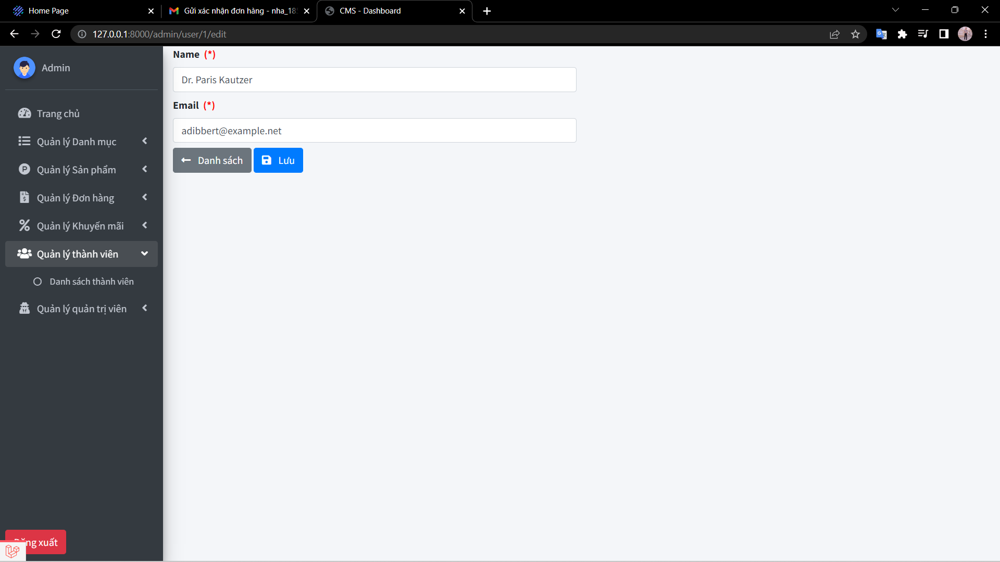 Home Page
Gửi xác nhận đơn hàng - nha_18
CMS - Dashboard
127.0.0.1:8000/admin/user/1/edit
Admin
Trang chủ
Quản lý Danh mục
Quản lý Sản phẩm
Quản lý Đơn hàng
Quản lý Khuyến mãi
Quản lý thành viên
Danh sách thành viên
Quản lý quản trị viên
Đăng xuất
Name (*)
Dr. Paris Kautzer
Email (*)
adibbert@example.net
Danh sách
Lưu